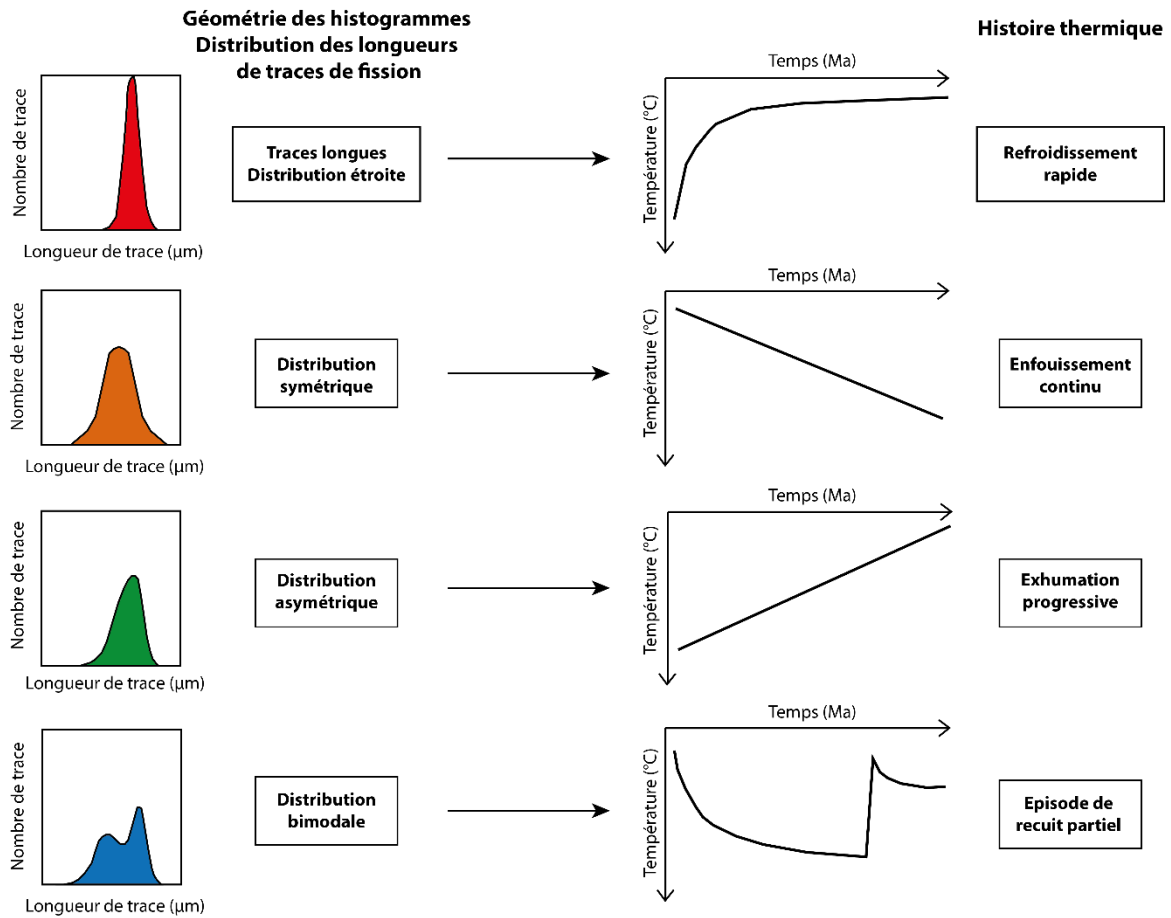 Géométrie des histogrammes
Distribution des longueurs
de traces de fission
Histoire thermique
Nombre de trace
Longueur de trace (µm)
Traces longues
Distribution étroite
Temps (Ma)
Température (°C)
Refroidissement
rapide
Nombre de trace
Longueur de trace (µm)
Distribution
symétrique
Temps (Ma)
Température (°C)
Enfouissement
continu
Nombre de trace
Longueur de trace (µm)
Distribution
asymétrique
Temps (Ma)
Température (°C)
Exhumation
progressive
Nombre de trace
Longueur de trace (µm)
Distribution
bimodale
Temps (Ma)
Température (°C)
Episode de
recuit partiel